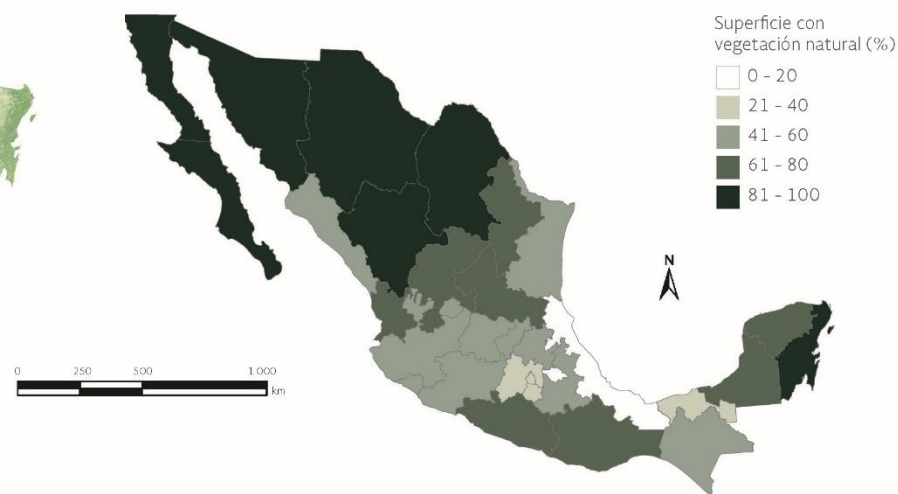 Superficie con
vegetación natural (%)
0 - 20
21 - 40
41 - 60
61 - 80
81 - 100
N
0 250 500 1 000
km